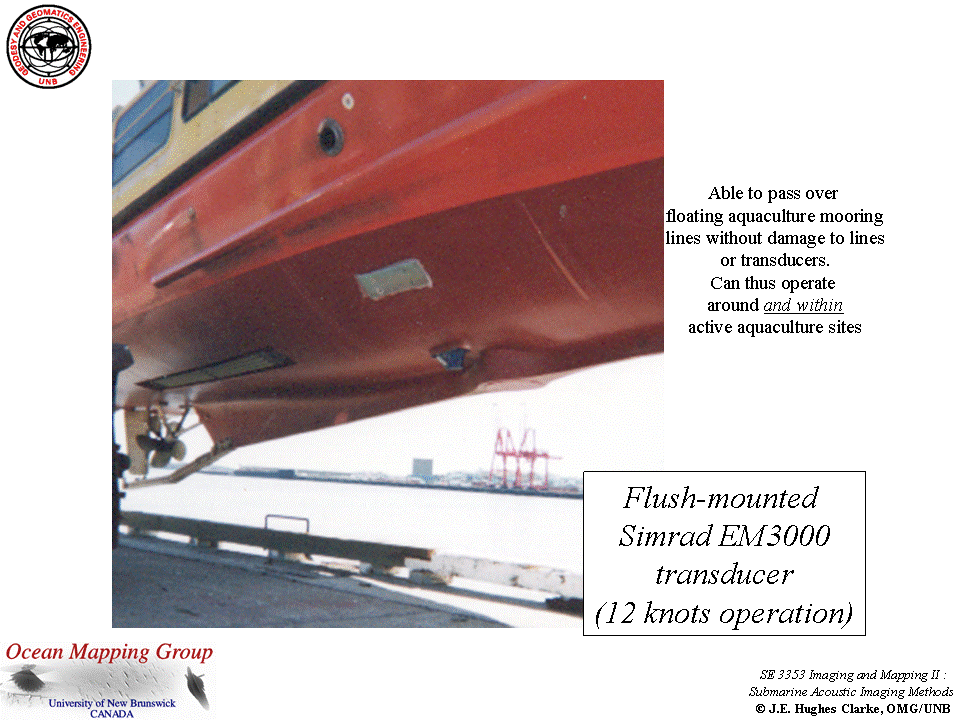 GEODESY AND GEOMATICS ENGINEERING
UNB
Able to pass over
floating aquaculture mooring
lines without damage to lines
or transducers.
Can thus operate
around and within
active aquaculture sites
Flush-mounted
Simrad EM3000
transducer
(12 knots operation)
Ocean Mapping Group
University of New Brunswick
CANADA
SE 3353 Imaging and Mapping II :
Submarine Acoustic Imaging Methods
© J.E. Hughes Clarke, OMG/UNB